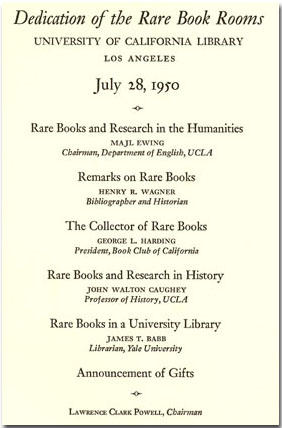 Dedication of the Rare Book Rooms
UNIVERSITY OF CALIFORNIA LIBRARY
LOS ANGELES
July 28, 1950
Rare Books and Research in the Humanities
MAJL EWING
Chairman, Department of English, UCLA
Remarks on Rare Books
HENRY R. WAGNER
Bibliographer and Historian
The Collector of Rare Books
GEORGE L. HARDING
President, Book Club of California
Rare Books and Research in History
JOHN WALTON CAUGHEY
Professor of History, UCLA
Rare Books in a University Library
JAMES T. BABB
Librarian, Yale University
Announcement of Gifts
LAWRENCE CLARK POWELL, Chairman